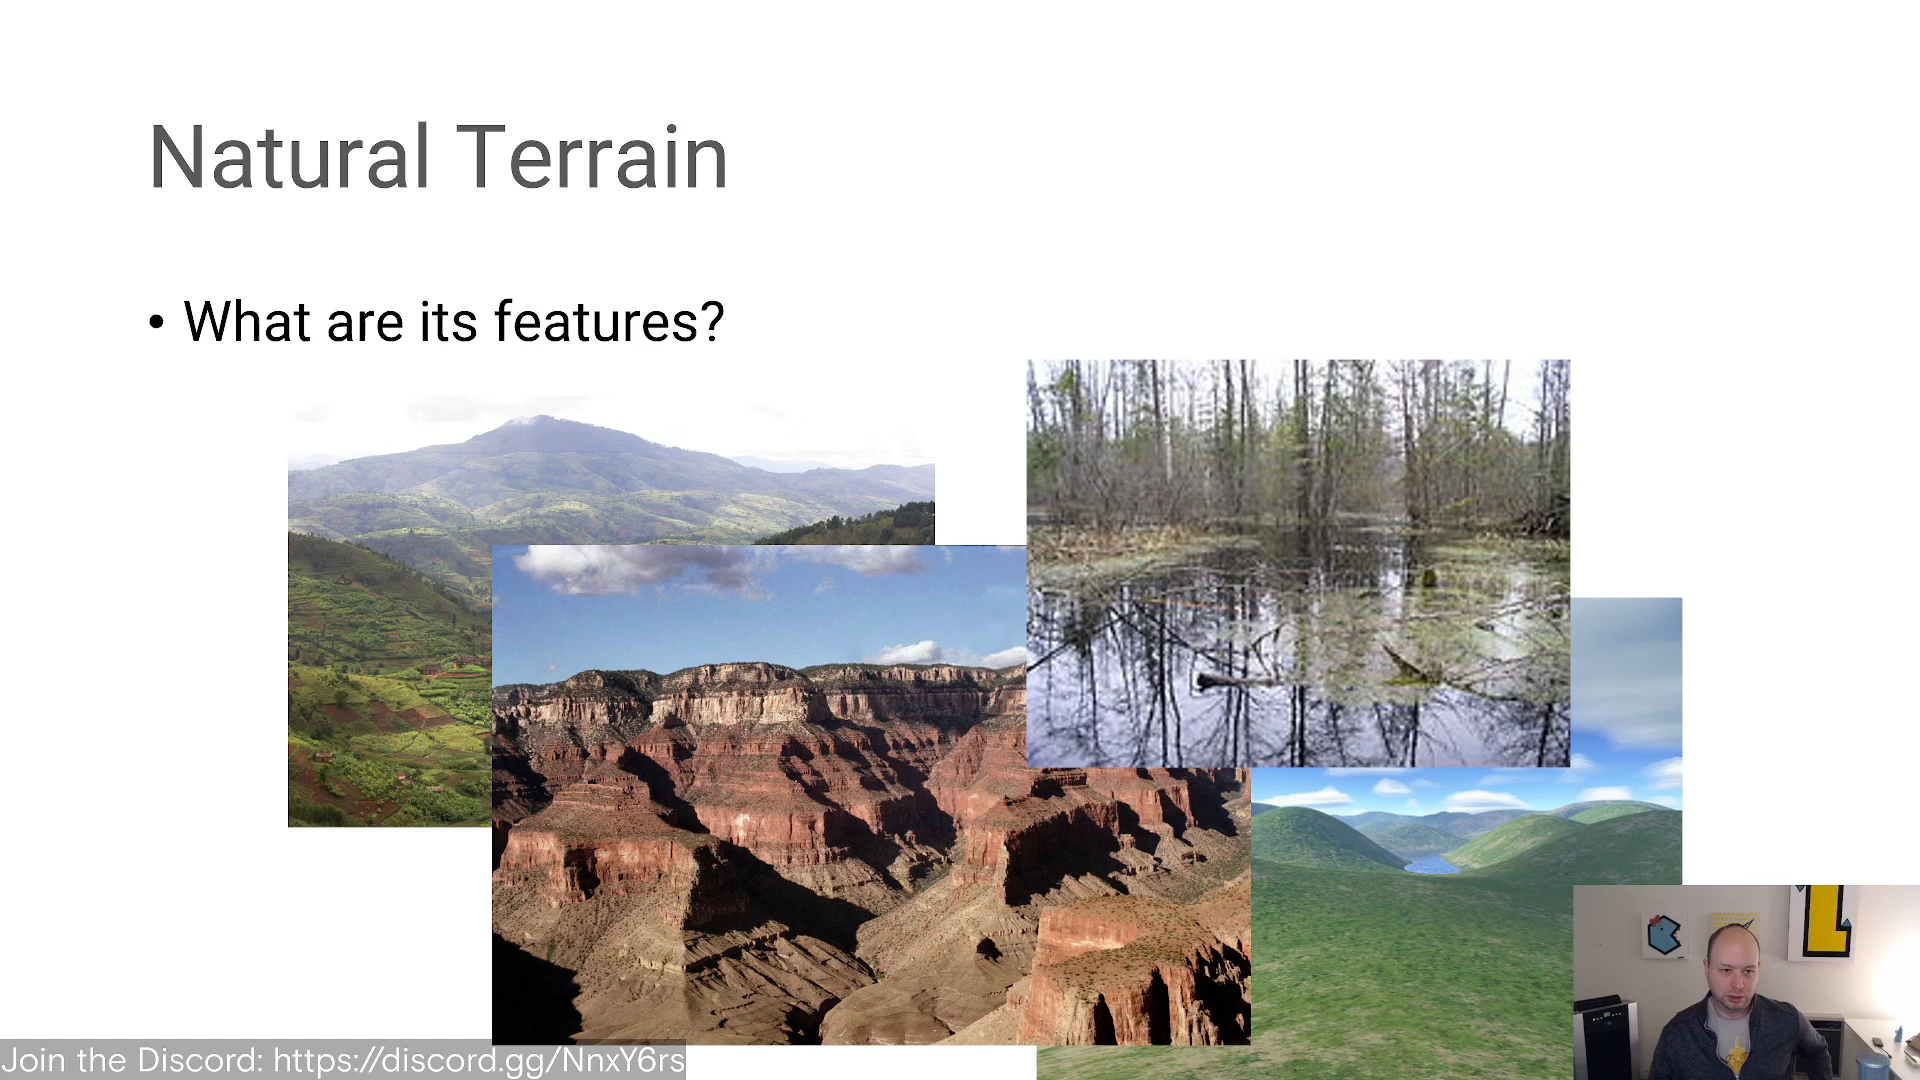 Natural Terrain
• What are its features?
Join the Discord: https://discord.gg/NnxY6rs